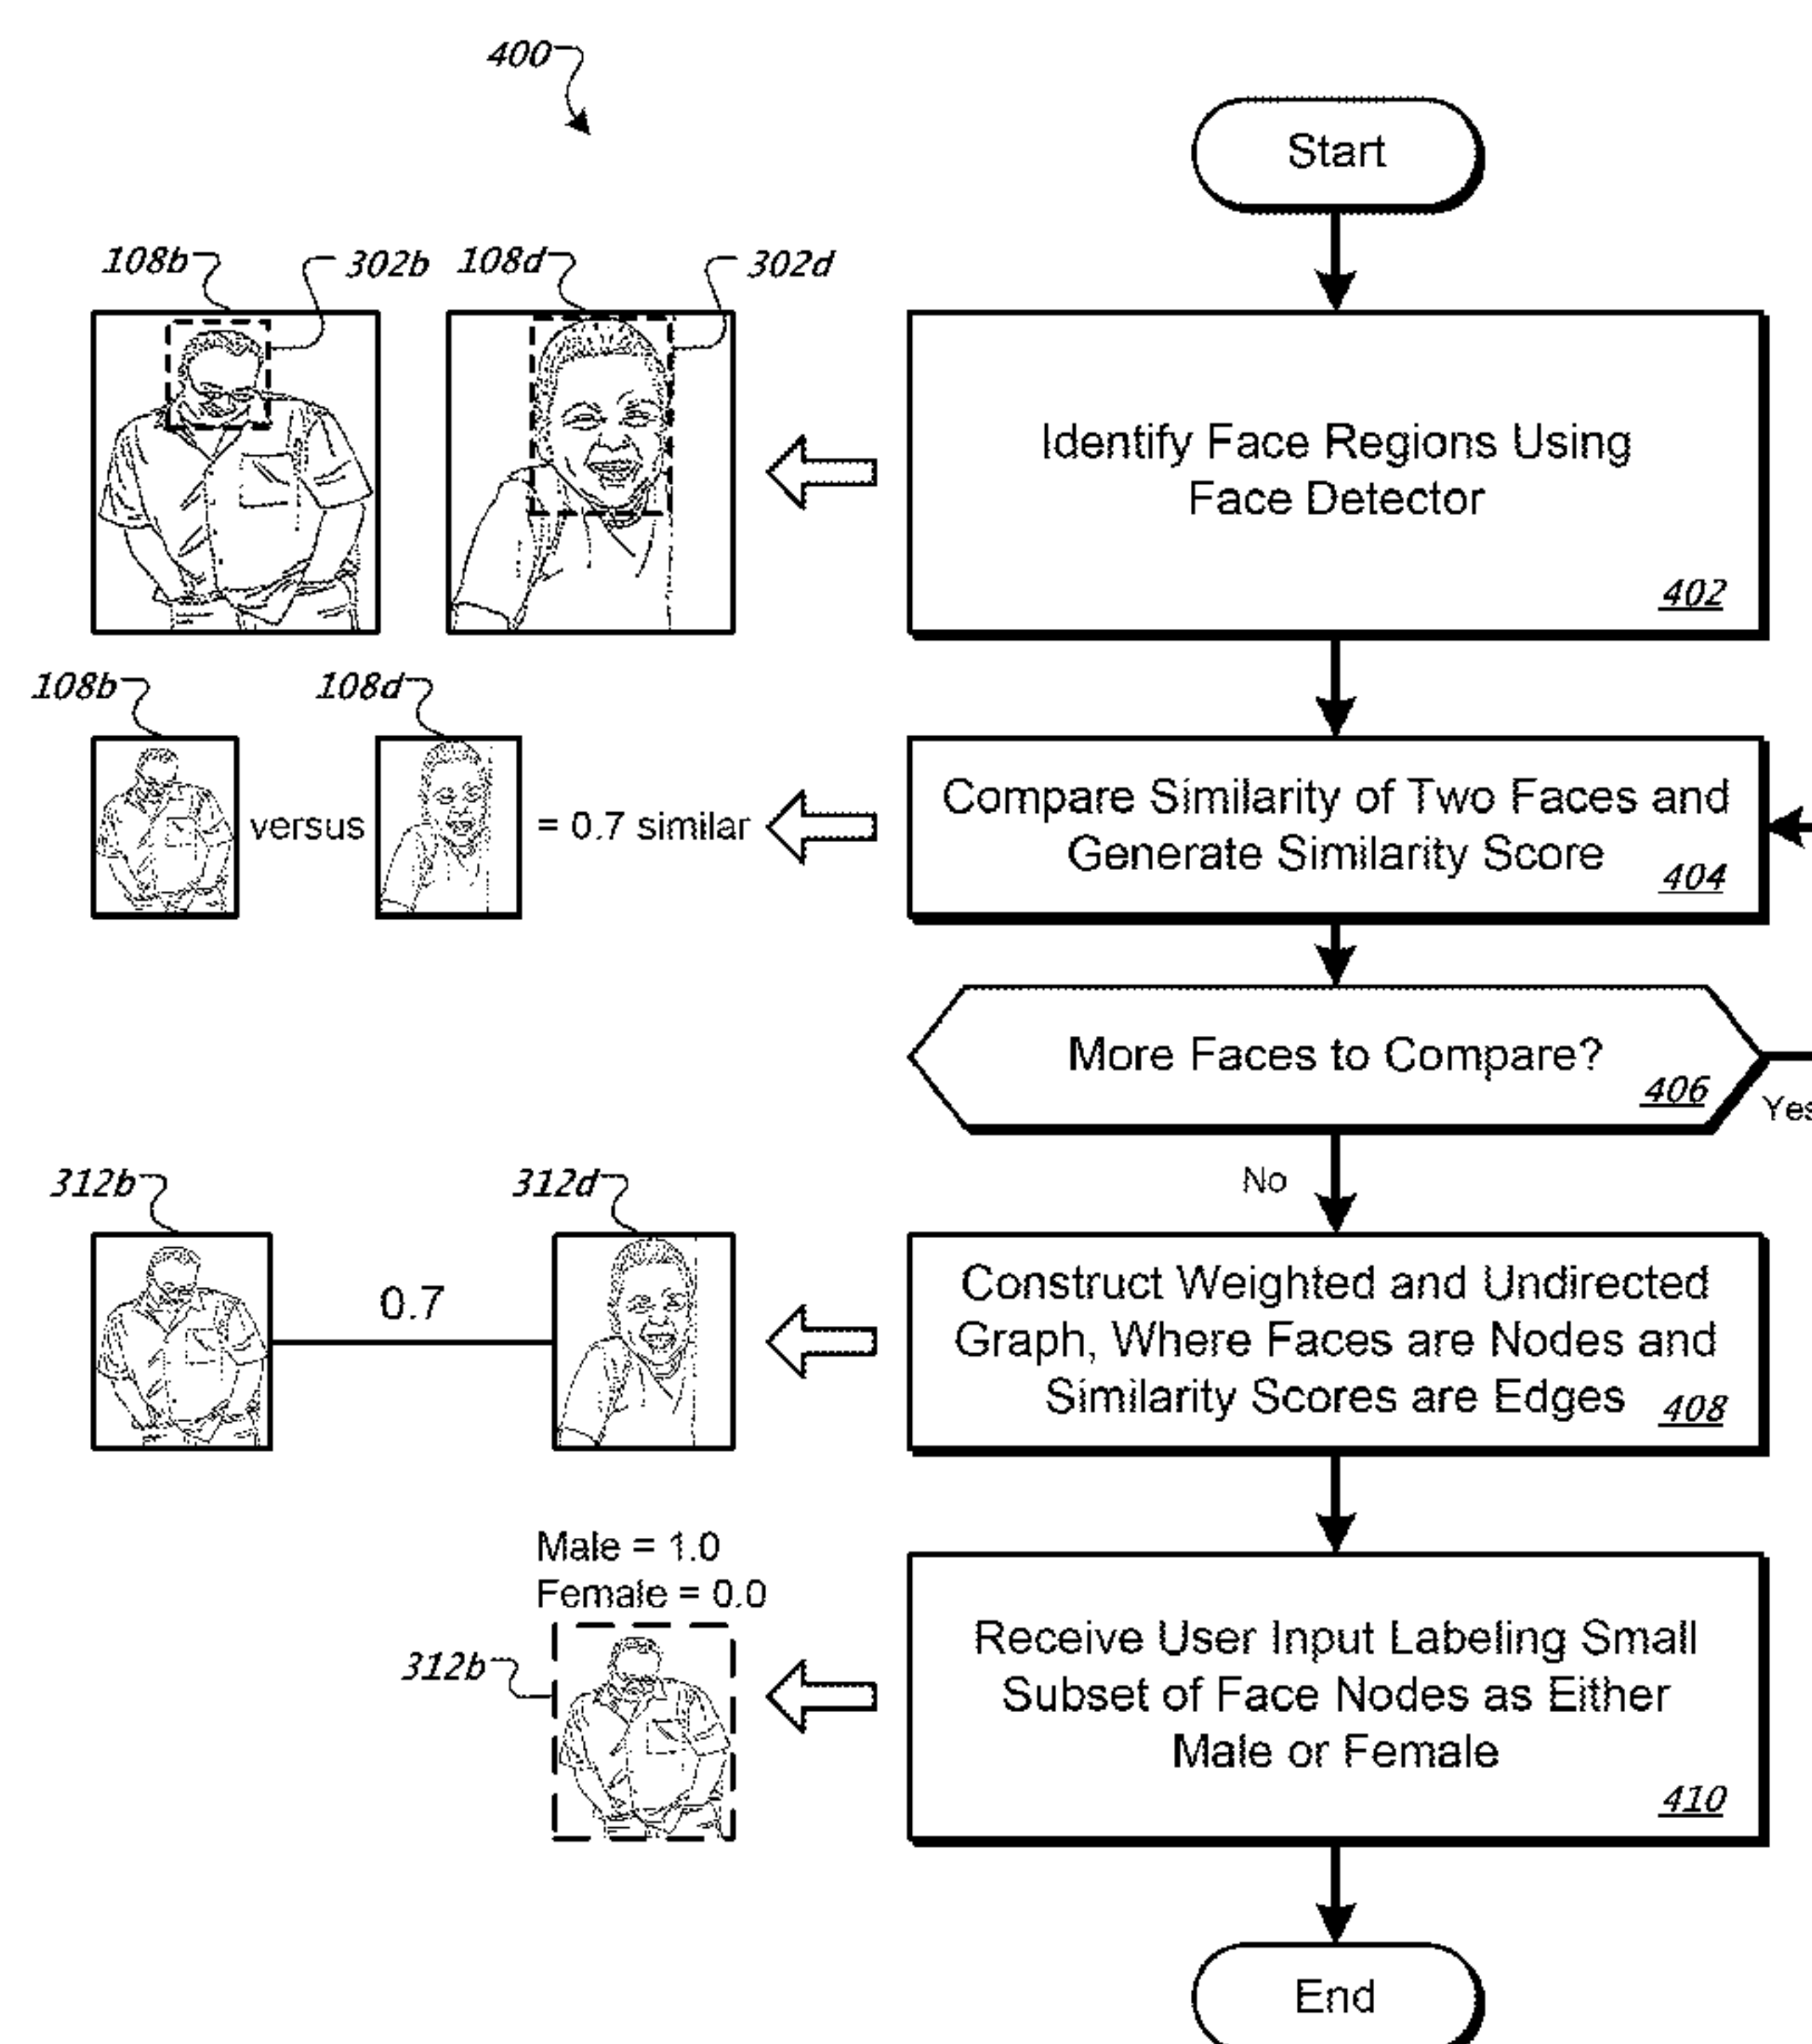 400
Start
108b
302b
108d
302d
Identify Face Regions Using
Face Detector
402
108b
108d
versus
= 0.7 similar
Compare Similarity of Two Faces and
Generate Similarity Score
404
More Faces to Compare?
406
Yes
No
312b
312d
0.7
Construct Weighted and Undirected
Graph, Where Faces are Nodes and
Similarity Scores are Edges
408
Male = 1.0
Female = 0.0
312b
Receive User Input Labeling Small
Subset of Face Nodes as Either
Male or Female
410
End